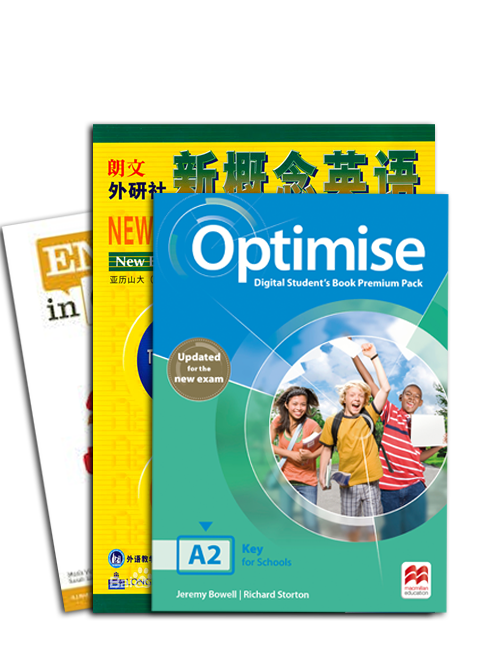 朗文
外研社
新概念英语
NEW
New
亚历山大
in
Optimise
Digital Student's Book Premium Pack
Updated
for the
new exam
A2
Key
for Schools
Jeremy Bowell | Richard Storton
macmillan
education